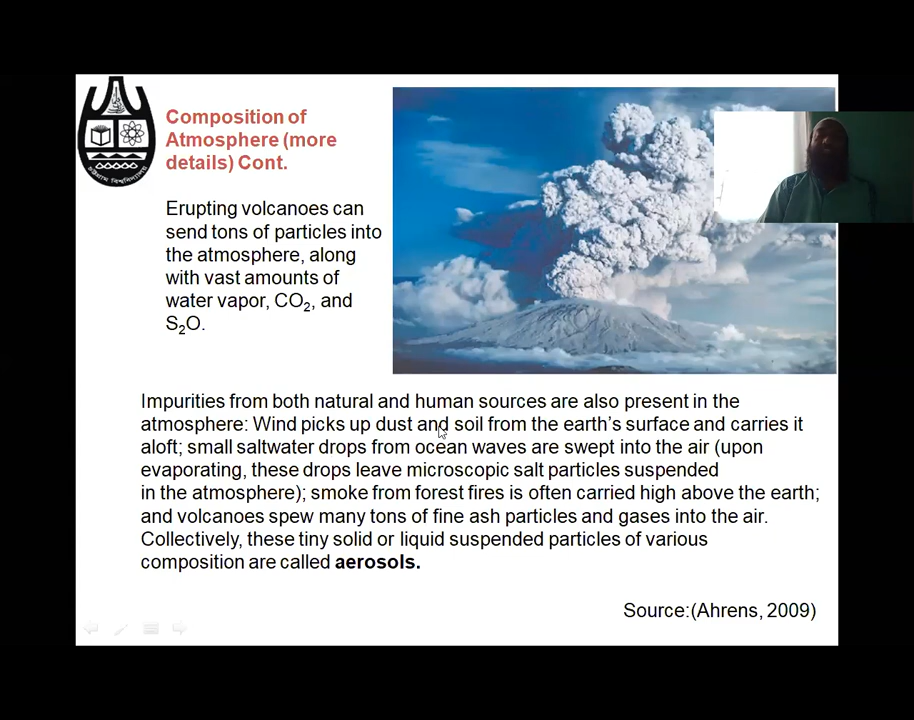 Composition of
Atmosphere (more
details) Cont.
Erupting volcanoes can
send tons of particles into
the atmosphere, along
with vast amounts of
water vapor, CO₂, and
S₂O.
Impurities from both natural and human sources are also present in the
atmosphere: Wind picks up dust and soil from the earth's surface and carries it
aloft; small saltwater drops from ocean waves are swept into the air (upon
evaporating, these drops leave microscopic salt particles suspended
in the atmosphere); smoke from forest fires is often carried high above the earth;
and volcanoes spew many tons of fine ash particles and gases into the air.
Collectively, these tiny solid or liquid suspended particles of various
composition are called aerosols.
Source:(Ahrens, 2009)